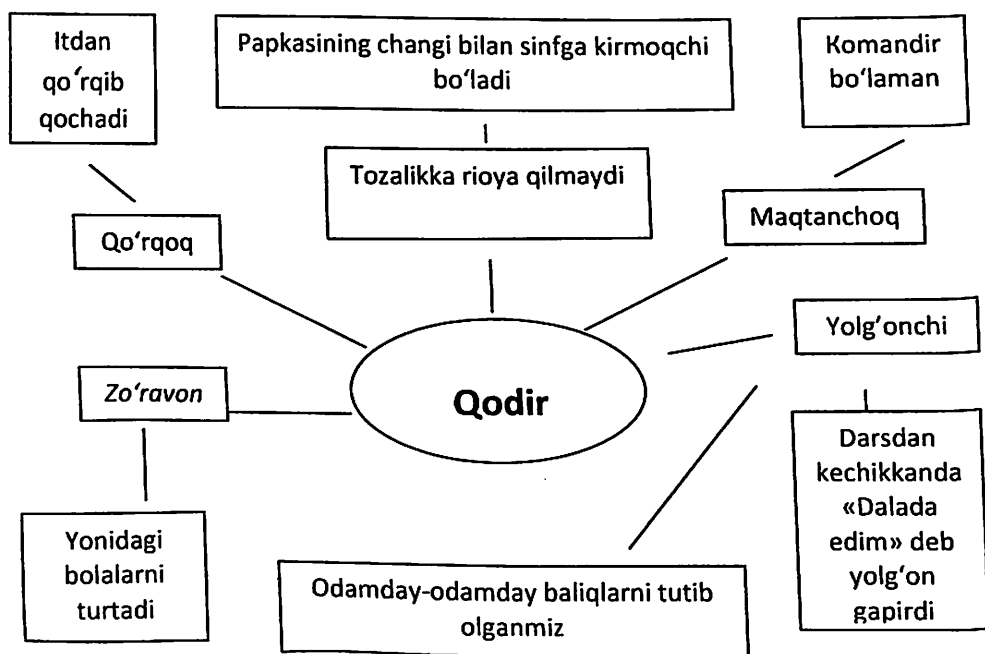 Itdan
qo‘rqib
qochadi
Papkasining changi bilan sinfga kirmoqchi
bo‘ladi
Komandir
bo‘laman
Tozalikka rioya qilmaydi
Qo‘rqoq
Maqtanchoq
Yolg‘onchi
Zo‘ravon
Qodir
Darsdan
kechikkanda
«Dalada
edim» deb
yolg‘on
gapirdi
Yonidagi
bolalarni
turtadi
Odamday-odamday baliqlarni tutib
olganmiz